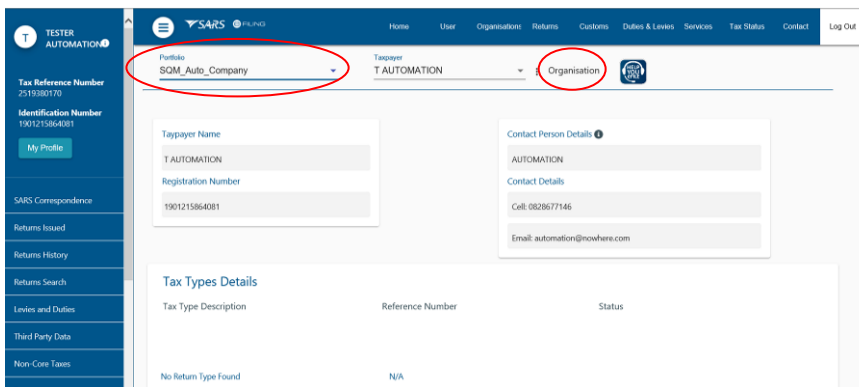 T
TESTER
AUTOMATION
Tax Reference Number
2519380170
Identification Number
1901215864081
My Profile
SARS Correspondence
Returns Issued
Returns History
Returns Search
Levies and Duties
Third Party Data
Non-Core Taxes
SARS eFILING
Home User Organisations Returns Customs Duties & Levies Services Tax Status Contact Log Out
Portfolio
SQM_Auto_Company
Taxpayer
T AUTOMATION
Organisation
Taypayer Name
T AUTOMATION
Registration Number
1901215864081
Contact Person Details
AUTOMATION
Contact Details
Cell: 0828677146
Email: automation@nowhere.com
Tax Types Details
Tax Type Description Reference Number Status
No Return Type Found N/A